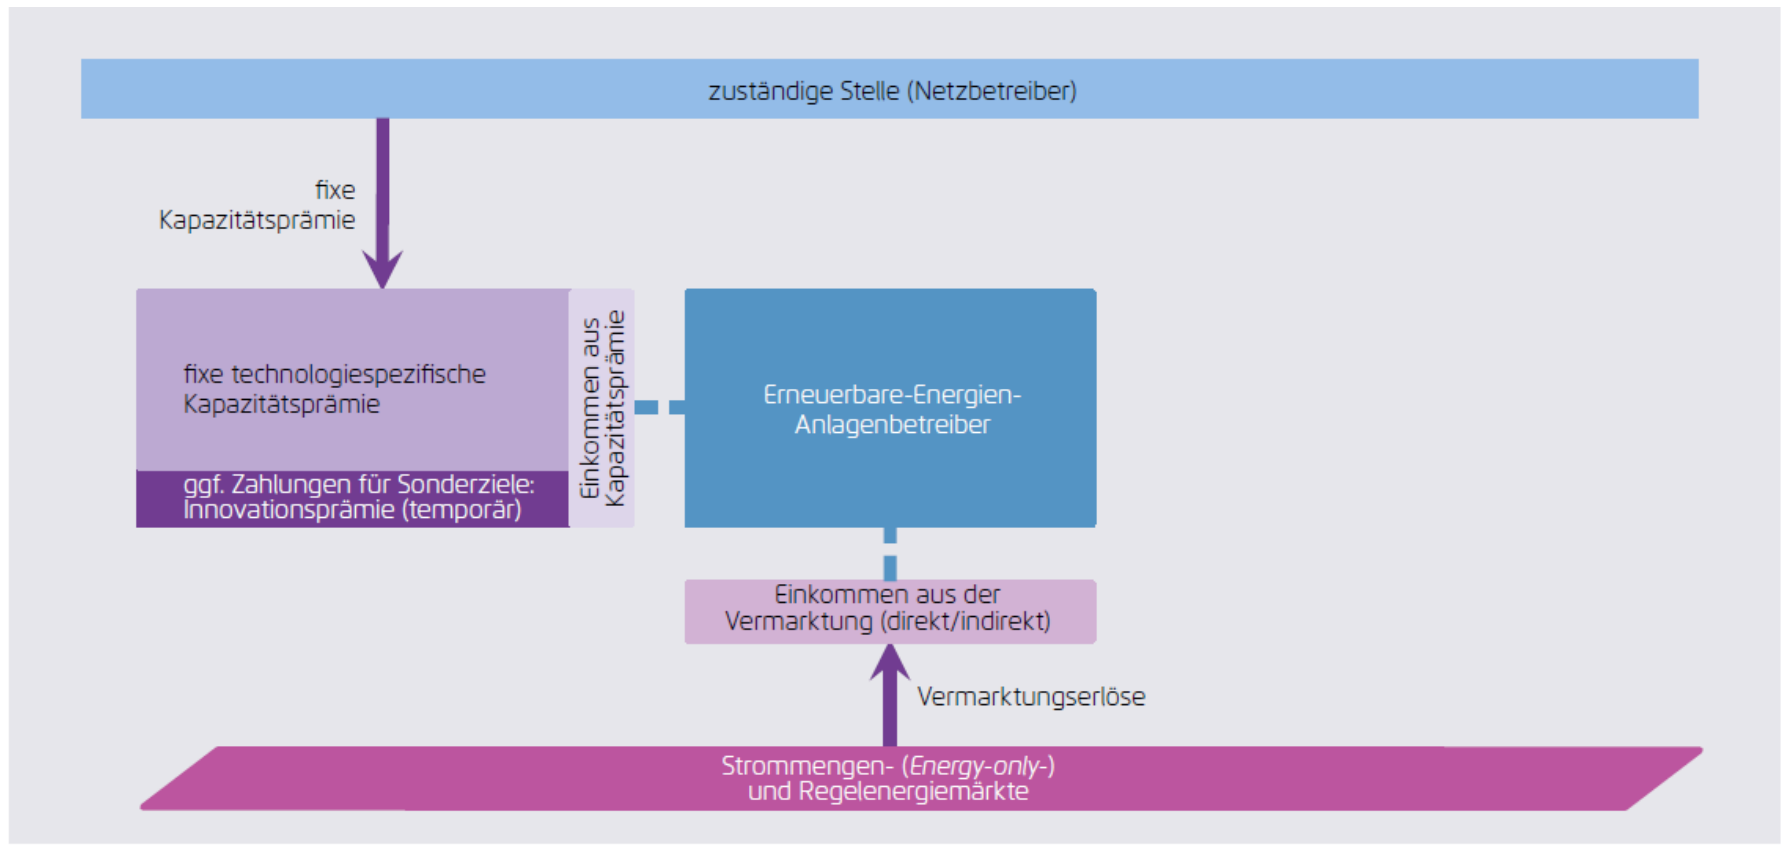 zuständige Stelle (Netzbetreiber)
fixe
Kapazitätsprämie
fixe technologiespezifische
Kapazitätsprämie
ggf. Zahlungen für Sonderziele:
Innovationsprämie (temporär)
Einkommen aus
Kapazitätsprämie
Erneuerbare-Energien-
Anlagenbetreiber
Einkommen aus der
Vermarktung (direkt/indirekt)
Vermarktungserlöse
Strommengen- (Energy-only-)
und Regelenergiemärkte